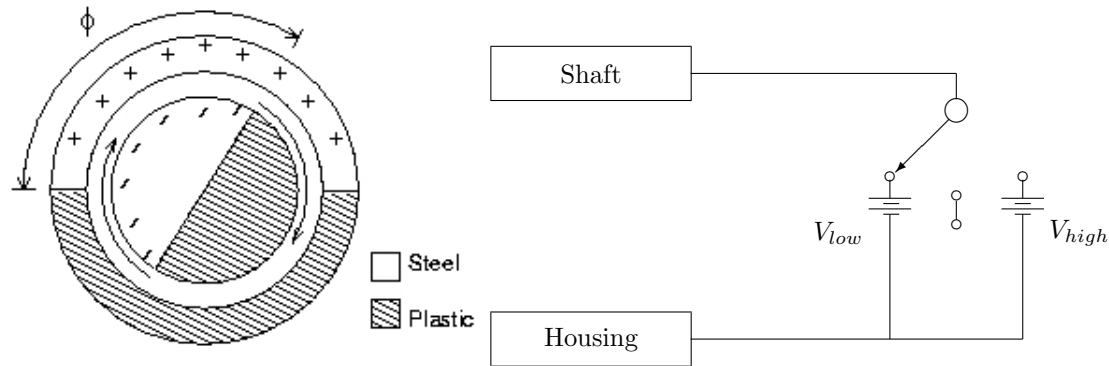 ϕ
Shaft
V_low
V_high
Steel
Plastic
Housing